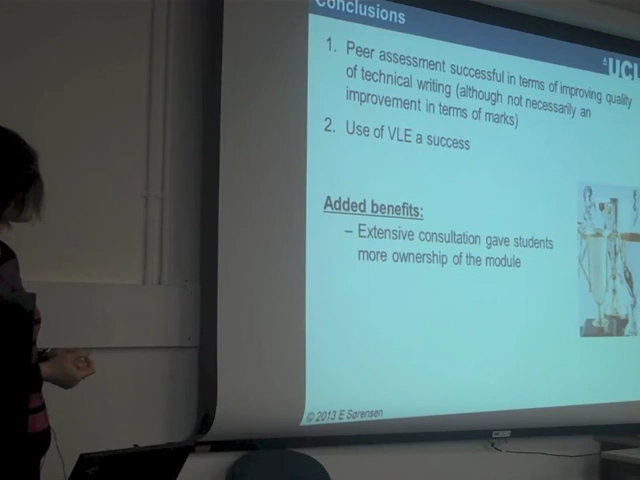 Conclusions
UCL
1. Peer assessment successful in terms of improving quality
of technical writing (although not necessarily an
improvement in terms of marks)
2. Use of VLE a success
Added benefits:
– Extensive consultation gave students
more ownership of the module
© 2013 E Sørensen